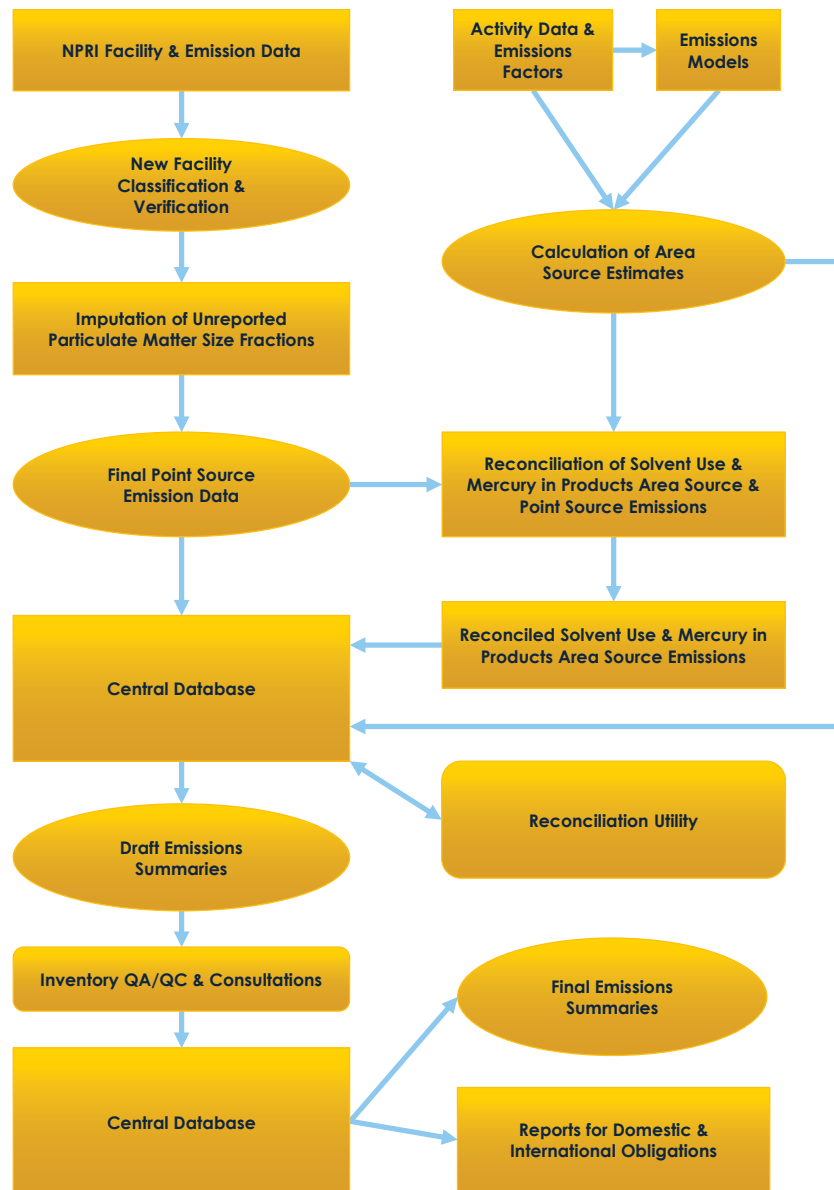 NPRI Facility & Emission Data
Activity Data &
Emissions
Factors
Emissions
Models
New Facility
Classification &
Verification
Calculation of Area
Source Estimates
Imputation of Unreported
Particulate Matter Size Fractions
Final Point Source
Emission Data
Reconciliation of Solvent Use &
Mercury in Products Area Source &
Point Source Emissions
Reconciled Solvent Use & Mercury in
Products Area Source Emissions
Central Database
Reconciliation Utility
Draft Emissions
Summaries
Inventory QA/QC & Consultations
Final Emissions
Summaries
Central Database
Reports for Domestic &
International Obligations